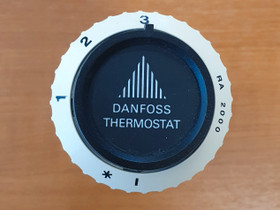 1 2 3
RA 2000
DANFOSS
THERMOSTAT
* I